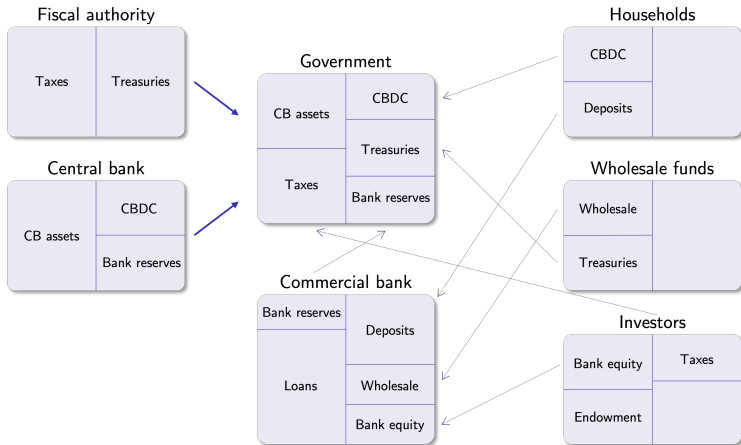 Fiscal authority
Taxes
Treasuries
Central bank
CB assets
CBDC
Bank reserves
Government
CB assets
Taxes
CBDC
Treasuries
Bank reserves
Commercial bank
Bank reserves
Loans
Deposits
Wholesale
Bank equity
Households
CBDC
Deposits
Wholesale funds
Wholesale
Treasuries
Investors
Bank equity
Endowment
Taxes